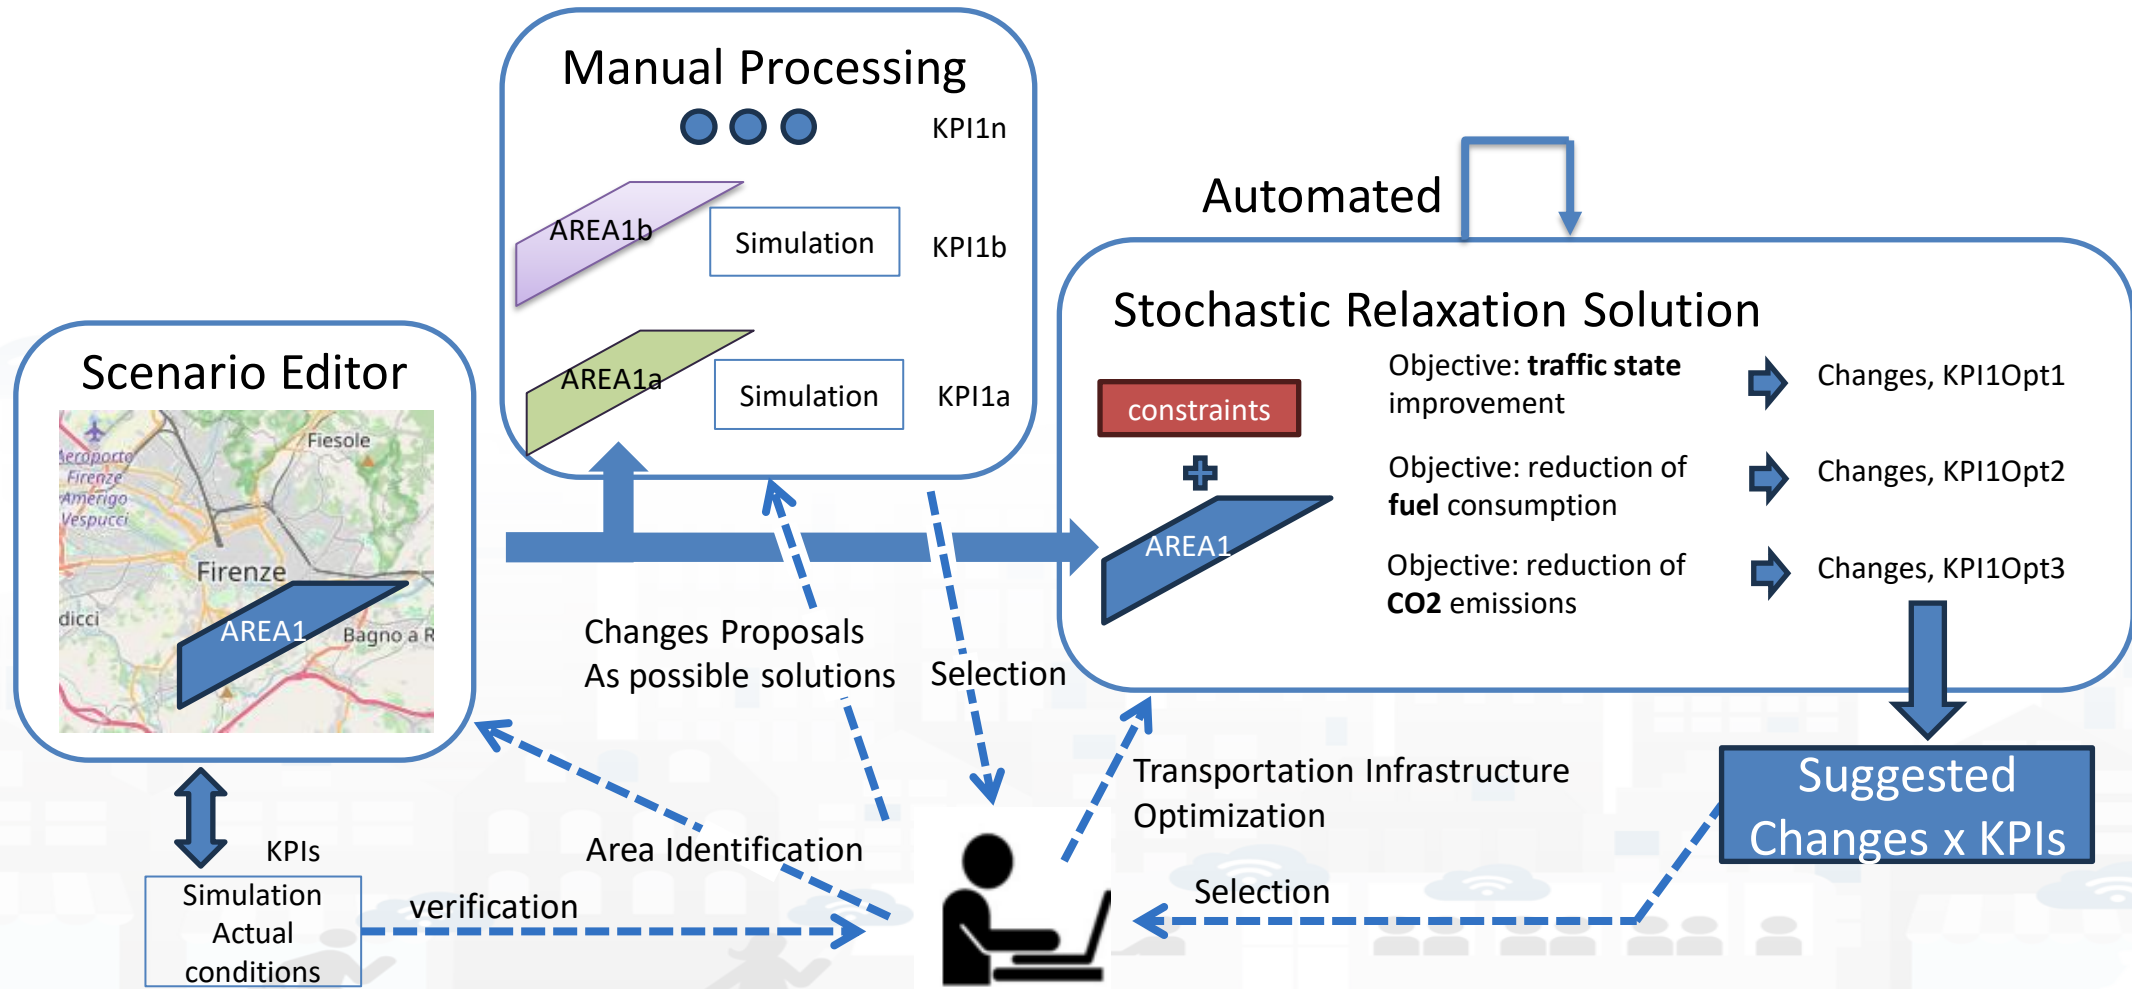 Manual Processing
KPI1n
AREA1b
Simulation
KPI1b
AREA1a
Simulation
KPI1a
Automated
Stochastic Relaxation Solution
constraints
AREA1
Objective: traffic state
improvement
Changes, KPI1Opt1
Objective: reduction of
fuel consumption
Changes, KPI1Opt2
Objective: reduction of
CO2 emissions
Changes, KPI1Opt3
Scenario Editor
Fiesole
Aeroporto
Firenze
Amerigo
Vespucci
Firenze
AREA1
dicci
Bagno a R
Changes Proposals
As possible solutions
Selection
Transportation Infrastructure
Optimization
Suggested
Changes x KPIs
KPIs
Simulation
Actual
conditions
verification
Area Identification
Selection